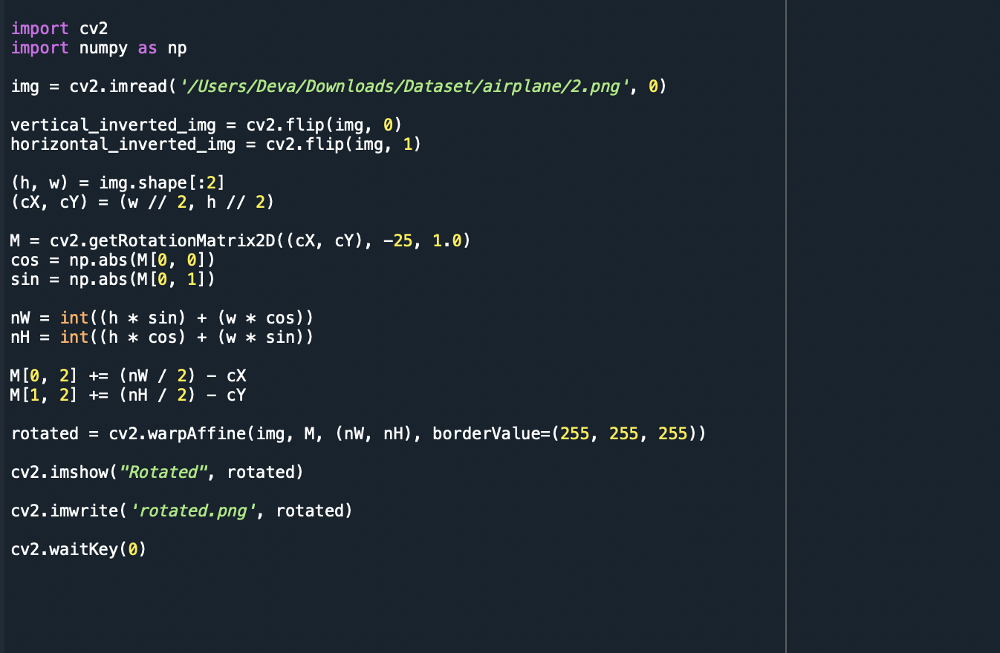 import cv2
import numpy as np
img = cv2.imread('/Users/Deva/Downloads/Dataset/airplane/2.png', 0)
vertical_inverted_img = cv2.flip(img, 0)
horizontal_inverted_img = cv2.flip(img, 1)
(h, w) = img.shape[:2]
(cX, cY) = (w // 2, h // 2)
M = cv2.getRotationMatrix2D((cX, cY), -25, 1.0)
cos = np.abs(M[0, 0])
sin = np.abs(M[0, 1])
nW = int((h * sin) + (w * cos))
nH = int((h * cos) + (w * sin))
M[0, 2] += (nW / 2) - cX
M[1, 2] += (nH / 2) - cY
rotated = cv2.warpAffine(img, M, (nW, nH), borderValue=(255, 255, 255))
cv2.imshow("Rotated", rotated)
cv2.imwrite('rotated.png', rotated)
cv2.waitKey(0)